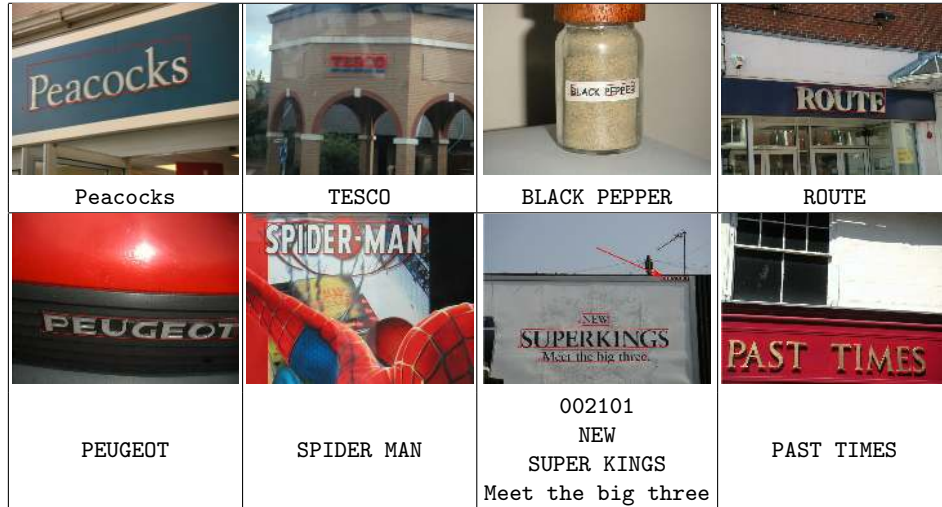 Peacocks
TESCO
BLACK PEPPER
ROUTE
Peacocks
TESCO
BLACK PEPPER
ROUTE
PEUGEOT
SPIDER-MAN
NEW
SUPERKINGS
Meet the big three.
PAST TIMES
PEUGEOT
SPIDER MAN
002101
NEW
SUPER KINGS
Meet the big three
PAST TIMES